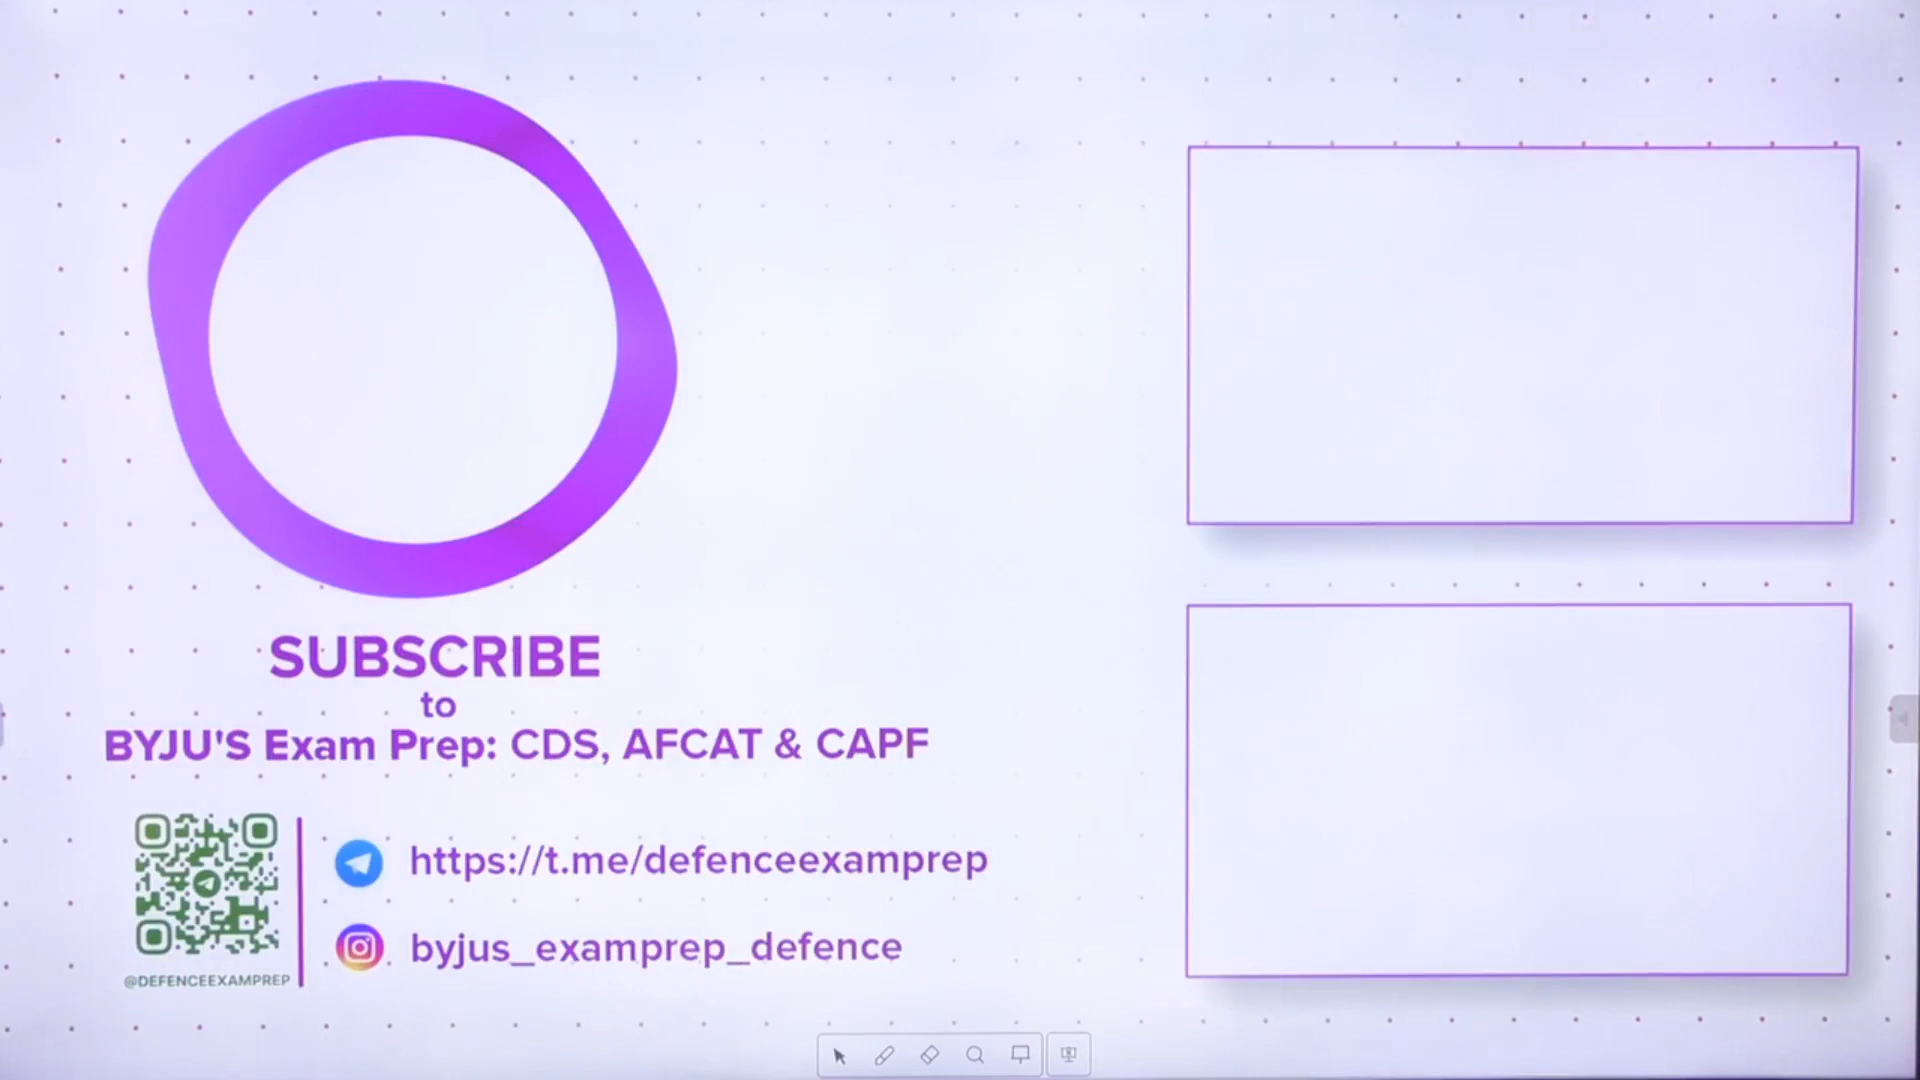 SUBSCRIBE
to
BYJU'S Exam Prep: CDS, AFCAT & CAPF
https://t.me/defenceexamprep
byjus_examprep_defence
@DEFENCEEXAMPREP